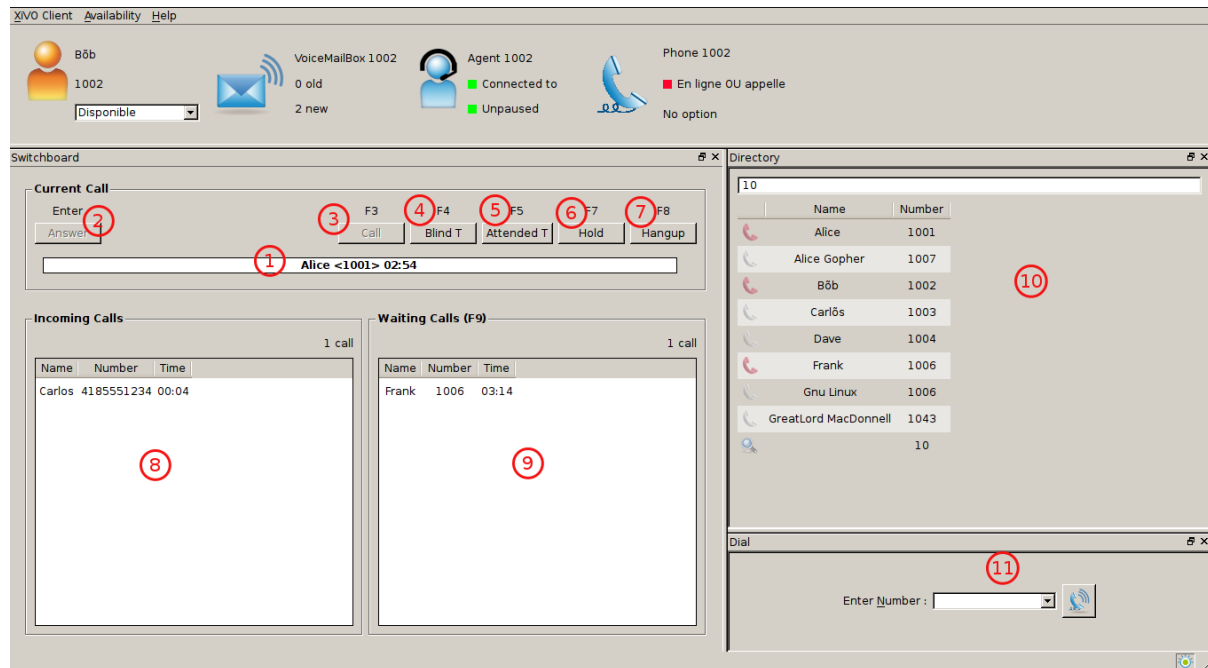 XiVO Client Availability Help
Bõb
1002
Disponible
VoiceMailBox 1002
0 old
2 new
Agent 1002
Connected to
Unpaused
Phone 1002
En ligne OU appelle
No option
Switchboard
Current Call
Enter F3 F4 F5 F7 F8
2 3 4 5 6 7
Answer Call Blind T Attended T Hold Hangup
1
Alice <1001> 02:54
Incoming Calls
1 call
Name Number Time
Carlos 4185551234 00:04
8
Waiting Calls (F9)
1 call
Name Number Time
Frank 1006 03:14
9
Directory
10
Name Number
Alice 1001
Alice Gopher 1007
Bõb 1002
Carlõs 1003
Dave 1004
Frank 1006
Gnu Linux 1006
GreatLord MacDonnell 1043
10
10
Dial
11
Enter Number :